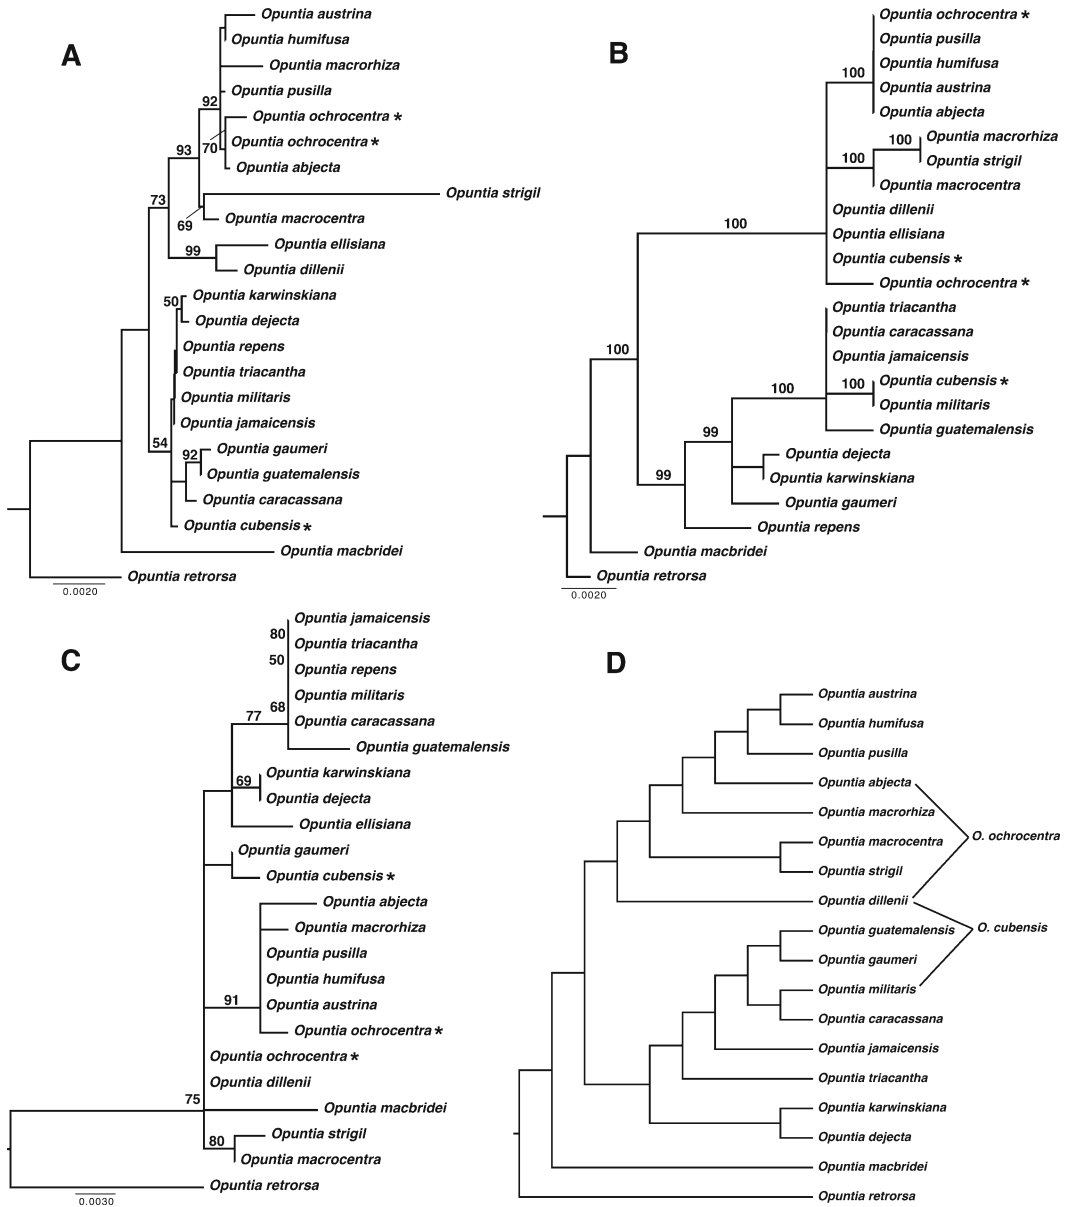 A
Opuntia austrina
Opuntia humifusa
Opuntia macrorhiza
Opuntia pusilla
92
Opuntia ochrocentra *
Opuntia ochrocentra *
70
93
Opuntia abjecta
Opuntia strigil
73
Opuntia macrocentra
69
Opuntia ellisiana
99
Opuntia dillenii
Opuntia karwinskiana
50
Opuntia dejecta
Opuntia repens
Opuntia triacantha
Opuntia militaris
Opuntia jamaicensis
54
Opuntia gaumeri
92
Opuntia guatemalensis
Opuntia caracassana
Opuntia cubensis *
Opuntia macbridei
Opuntia retrorsa
0.0020
B
Opuntia ochrocentra *
Opuntia pusilla
Opuntia humifusa
100
Opuntia austrina
Opuntia abjecta
Opuntia macrorhiza
100
Opuntia strigil
100
Opuntia macrocentra
Opuntia dillenii
100
Opuntia ellisiana
Opuntia cubensis *
Opuntia ochrocentra *
Opuntia triacantha
Opuntia caracassana
100
Opuntia jamaicensis
Opuntia cubensis *
100
100
Opuntia militaris
Opuntia guatemalensis
99
Opuntia dejecta
99
Opuntia karwinskiana
Opuntia gaumeri
Opuntia repens
Opuntia macbridei
Opuntia retrorsa
0.0020
C
Opuntia jamaicensis
80
Opuntia triacantha
50
Opuntia repens
Opuntia militaris
68
77
Opuntia caracassana
Opuntia guatemalensis
Opuntia karwinskiana
69
Opuntia dejecta
Opuntia ellisiana
Opuntia gaumeri
Opuntia cubensis *
Opuntia abjecta
Opuntia macrorhiza
Opuntia pusilla
Opuntia humifusa
91
Opuntia austrina
Opuntia ochrocentra *
Opuntia ochrocentra *
Opuntia dillenii
75
Opuntia macbridei
Opuntia strigil
80
Opuntia macrocentra
Opuntia retrorsa
0.0030
D
Opuntia austrina
Opuntia humifusa
Opuntia pusilla
Opuntia abjecta
Opuntia macrorhiza
O. ochrocentra
Opuntia macrocentra
Opuntia strigil
Opuntia dillenii
O. cubensis
Opuntia guatemalensis
Opuntia gaumeri
Opuntia militaris
Opuntia caracassana
Opuntia jamaicensis
Opuntia triacantha
Opuntia karwinskiana
Opuntia dejecta
Opuntia macbridei
Opuntia retrorsa